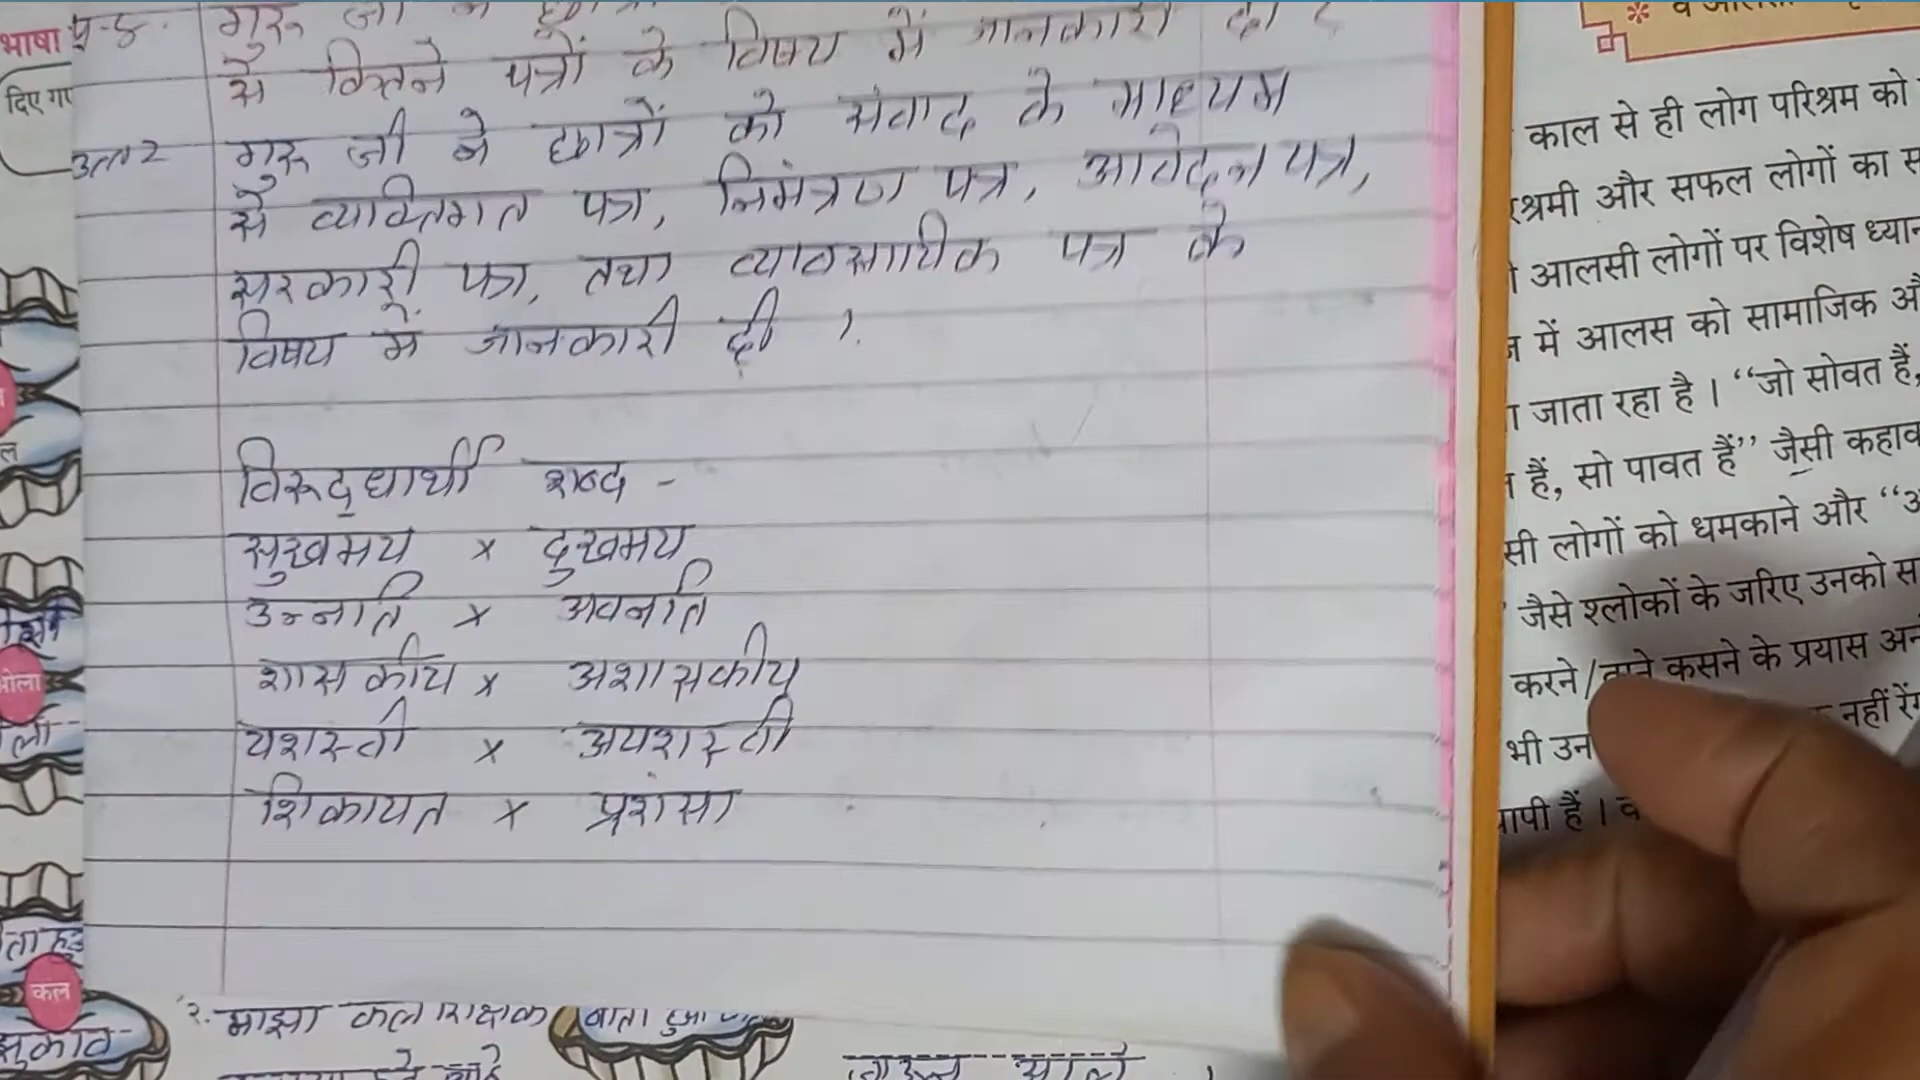 भाषा
दिए गए
से कितने पत्रों के विषय में जानकारी दी ?
उत्तर गुरु जी ने छात्रों को संवाद के माध्यम
से व्यक्तिगत पत्र, निमंत्रण पत्र, आवेदन पत्र,
सरकारी पत्र, तथा व्यावसायीक पत्र के
विषय में जानकारी दी ।
विरूद्धार्थी शब्द -
सुखमय x दुखमय
उन्नति x अवनति
शासकीय x अशासकीय
यशस्वी x अयशस्वी
शिकायत x प्रशंसा
कल
काल से ही लोग परिश्रम को
श्रमी और सफल लोगों का
आलसी लोगों पर विशेष ध्यान
में आलस को सामाजिक
जाता रहा है । “जो सोवत हैं,
हैं, सो पावत हैं” जैसी कहाव
सी लोगों को धमकाने और “
जैसे श्लोकों के जरिए उनको
करने/ताने कसने के प्रयास
नहीं
भी उन
पापी हैं ।